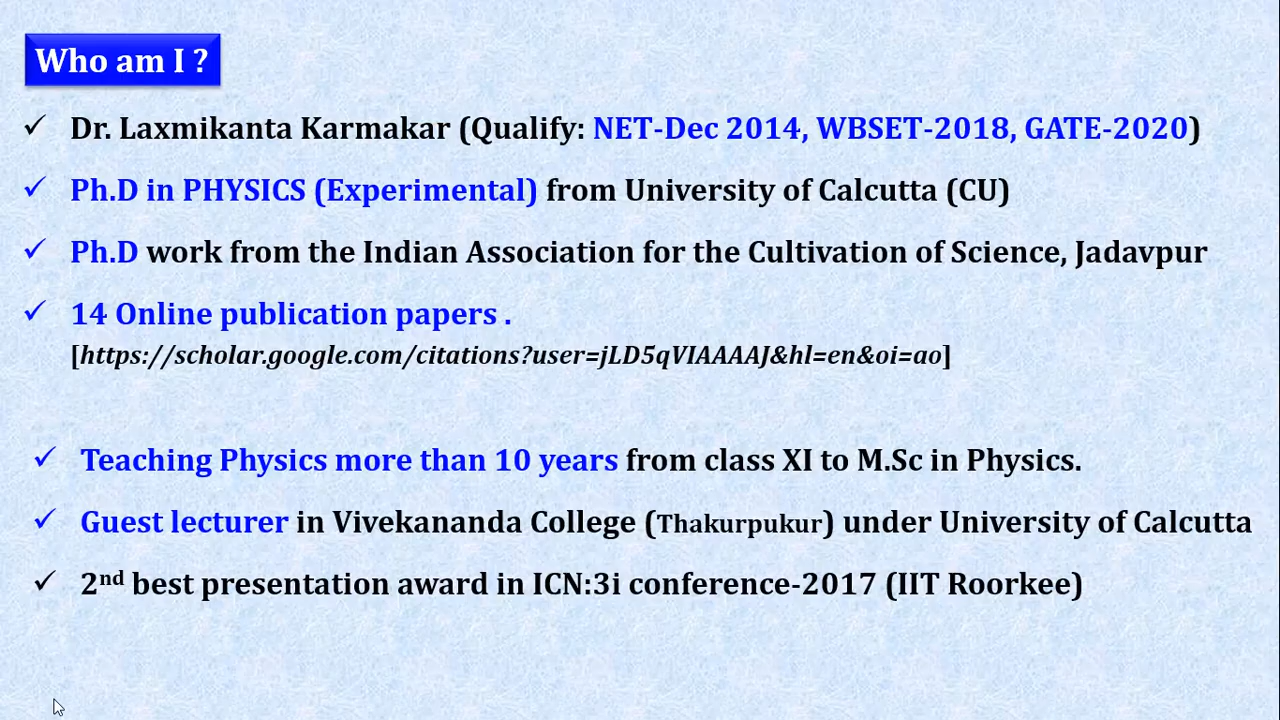 Who am I ?
✓ Dr. Laxmikanta Karmakar (Qualify: NET-Dec 2014, WBSET-2018, GATE-2020)
✓ Ph.D in PHYSICS (Experimental) from University of Calcutta (CU)
✓ Ph.D work from the Indian Association for the Cultivation of Science, Jadavpur
✓ 14 Online publication papers .
[https://scholar.google.com/citations?user=jLD5qVIAAAAJ&hl=en&oi=ao]
✓ Teaching Physics more than 10 years from class XI to M.Sc in Physics.
✓ Guest lecturer in Vivekananda College (Thakurpukur) under University of Calcutta
✓ 2nd best presentation award in ICN:3i conference-2017 (IIT Roorkee)